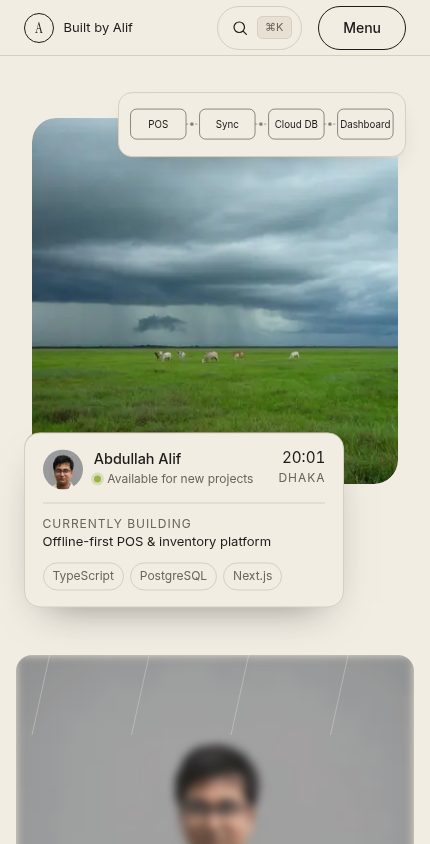 A Built by Alif
⌘K
Menu
POS Sync Cloud DB Dashboard
Abdullah Alif
20:01
Available for new projects
DHAKA
CURRENTLY BUILDING
Offline-first POS & inventory platform
TypeScript PostgreSQL Next.js